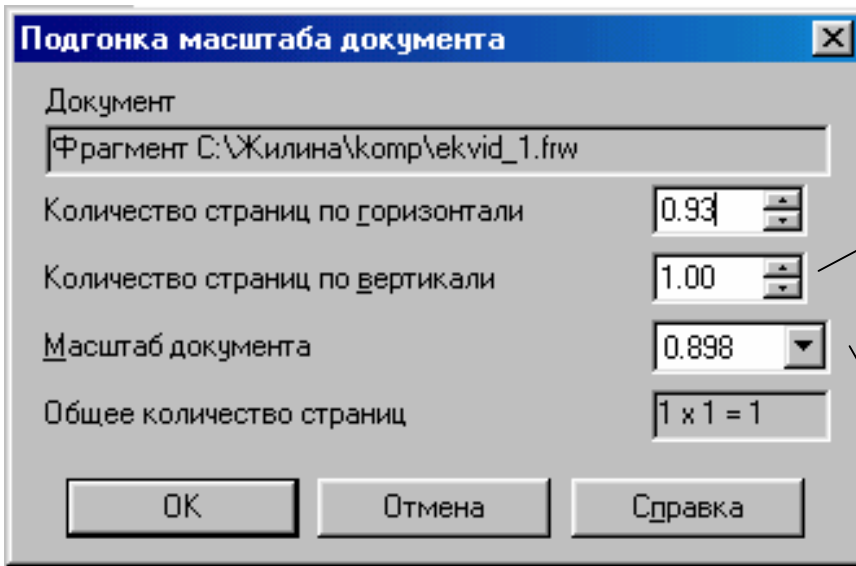 Подгонка масштаба документа
Документ
Фрагмент C:\Жилина\komp\ekvid_1.frw
Количество страниц по горизонтали 0.93
Количество страниц по вертикали 1.00
Масштаб документа 0.898
Общее количество страниц 1 x 1 = 1
OK Отмена Справка